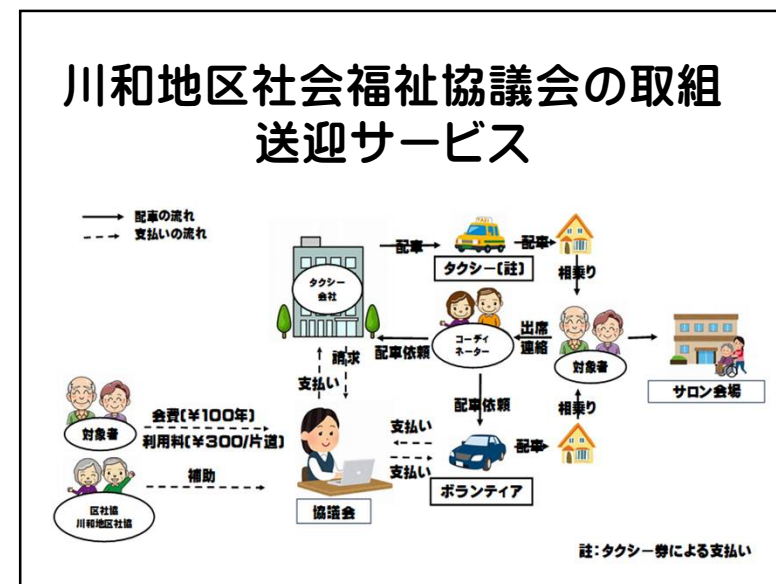 川和地区社会福祉協議会の取組
送迎サービス
配車の流れ
支払いの流れ
配車
配車
タクシー(註)
相乗り
タクシー
会社
コーディ
ネーター
配車依頼
出席
連絡
対象者
サロン会場
請求
支払い
対象者
会費(¥100年)
利用料(¥300/片道)
配車依頼
相乗り
支払い
支払い
配車
補助
区社協
川和地区社協
協議会
ボランティア
註:タクシー券による支払い